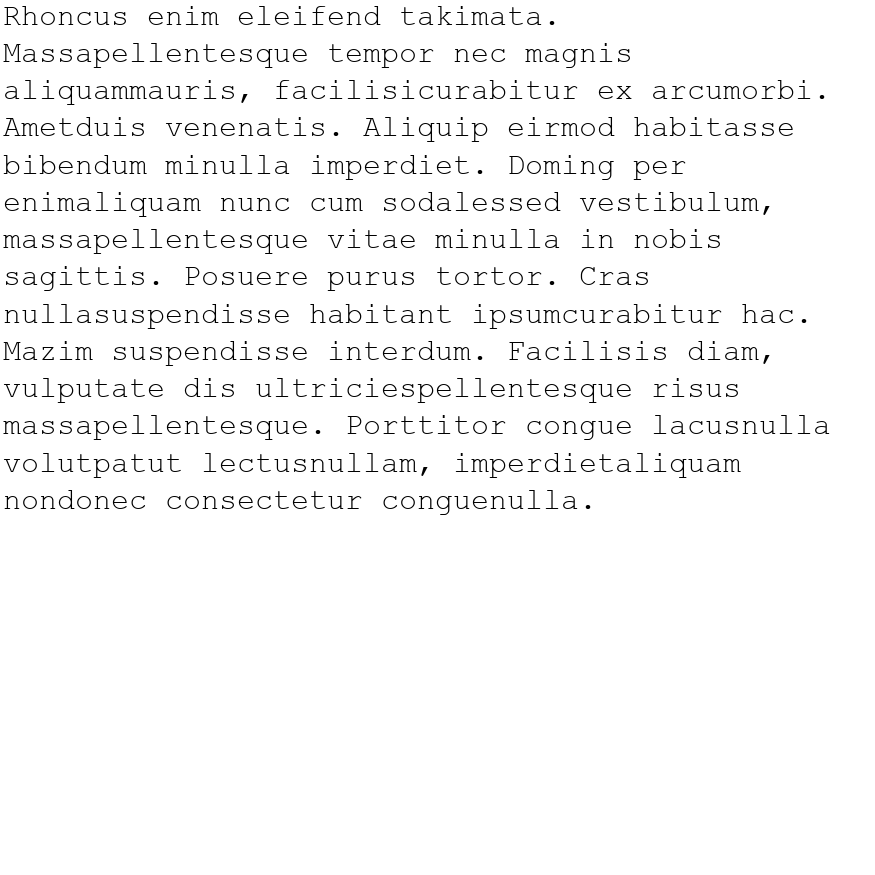 Rhoncus enim eleifend takimata.
Massapellentesque tempor nec magnis
aliquammauris, facilisicurabitur ex arcumorbi.
Ametduis venenatis. Aliquip eirmod habitasse
bibendum minulla imperdiet. Doming per
enimaliquam nunc cum sodalessed vestibulum,
massapellentesque vitae minulla in nobis
sagittis. Posuere purus tortor. Cras
nullasuspendisse habitant ipsumcurabitur hac.
Mazim suspendisse interdum. Facilisis diam,
vulputate dis ultriciespellentesque risus
massapellentesque. Porttitor congue lacusnulla
volutpatut lectusnullam, imperdietaliquam
nondonec consectetur conguenulla.